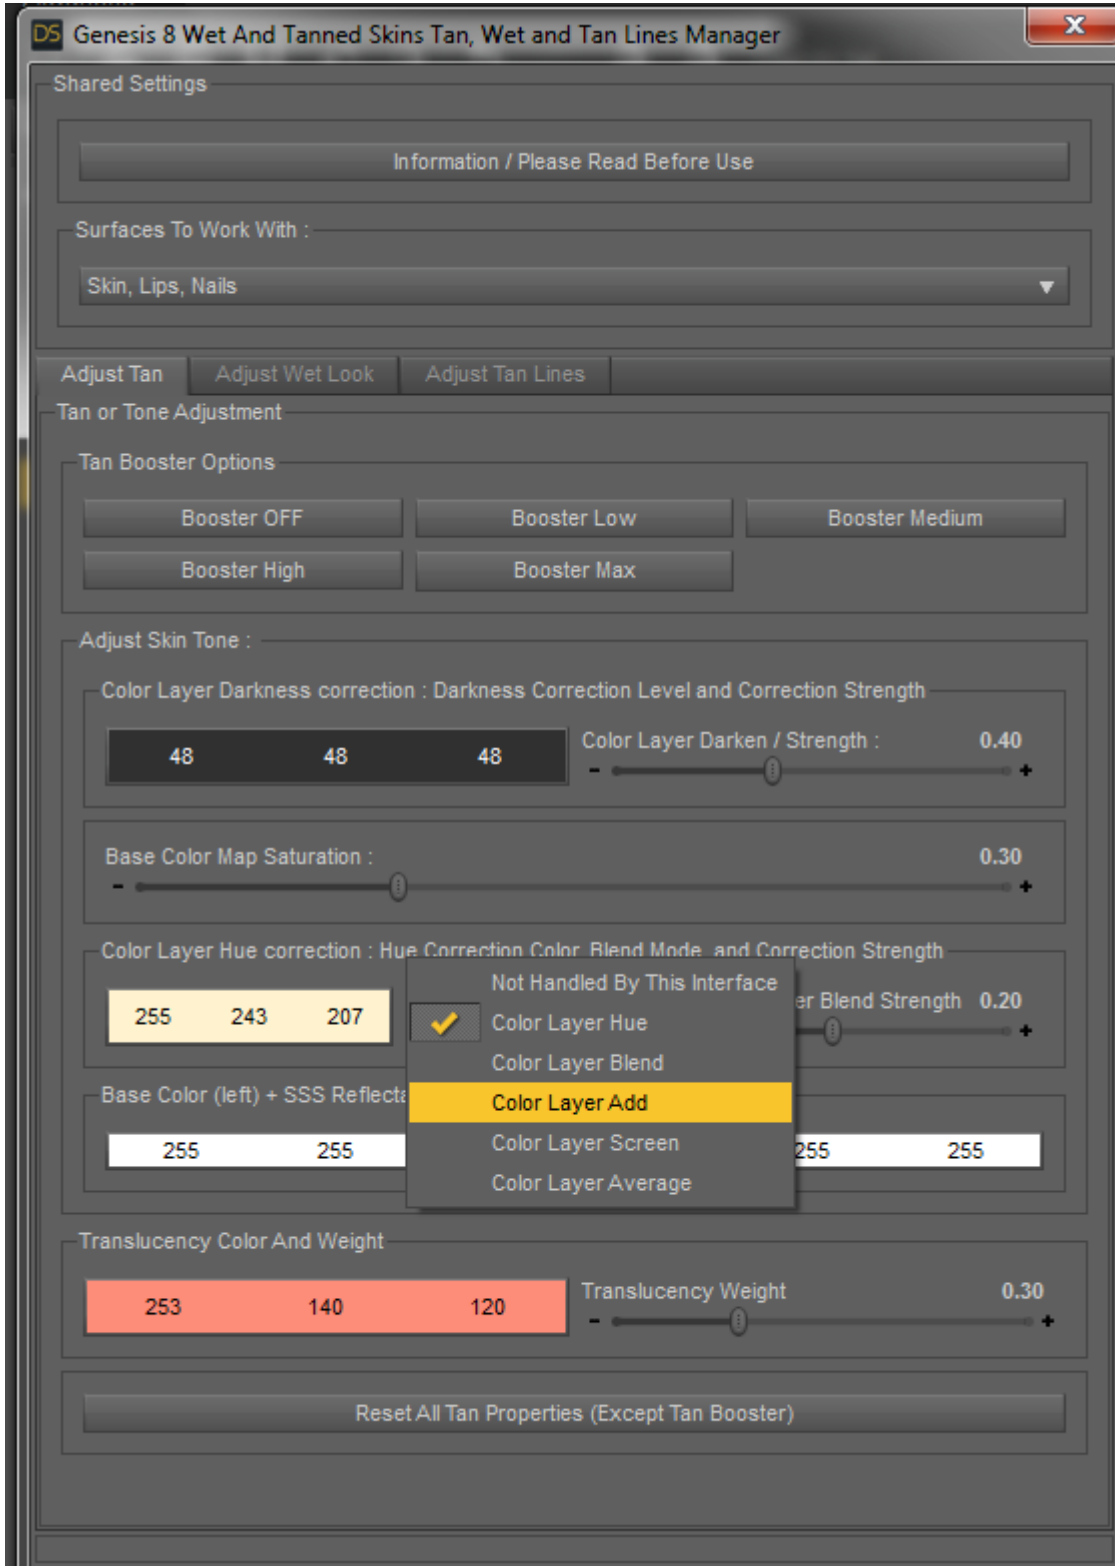 DS Genesis 8 Wet And Tanned Skins Tan, Wet and Tan Lines Manager X
Shared Settings
Information / Please Read Before Use
Surfaces To Work With :
Skin, Lips, Nails
Adjust Tan Adjust Wet Look Adjust Tan Lines
Tan or Tone Adjustment
Tan Booster Options
Booster OFF Booster Low Booster Medium
Booster High Booster Max
Adjust Skin Tone :
Color Layer Darkness correction : Darkness Correction Level and Correction Strength
48 48 48 Color Layer Darken / Strength : 0.40
- +
Base Color Map Saturation : 0.30
- +
Color Layer Hue correction : Hue Correction Color, Blend Mode, and Correction Strength
Not Handled By This Interface
255 243 207 Blend Strength 0.20
Color Layer Hue +
Color Layer Blend
Base Color (left) + SSS
Color Layer Add
255 255 Color Layer Screen 255 255
Color Layer Average
Translucency Color And Weight
253 140 120 Translucency Weight 0.30
- +
Reset All Tan Properties (Except Tan Booster)